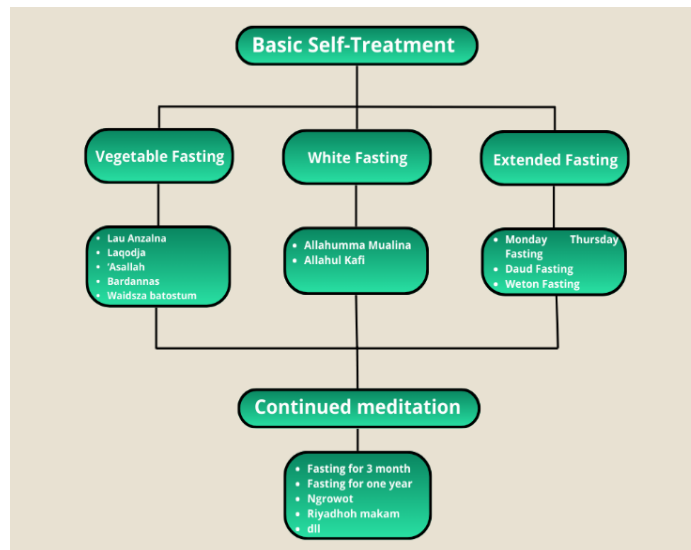 Basic Self-Treatment
Vegetable Fasting
White Fasting
Extended Fasting
• Lau Anzalna
• Laqodja
• ‘Asallah
• Bardannas
• Waidsza batostum
• Allahumma Mualina
• Allahul Kafi
• Monday Thursday
Fasting
• Daud Fasting
• Weton Fasting
Continued meditation
• Fasting for 3 month
• Fasting for one year
• Ngrowot
• Riyadhoh makam
• dll